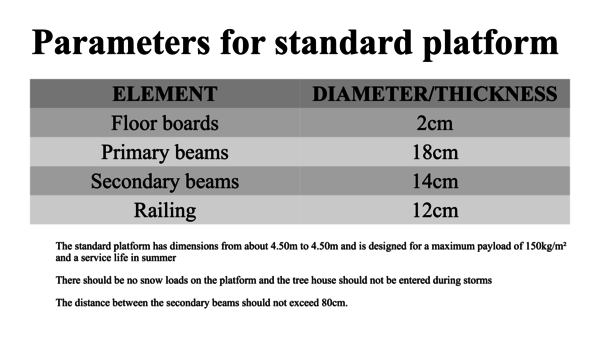 Parameters for standard platform
ELEMENT DIAMETER/THICKNESS
Floor boards 2cm
Primary beams 18cm
Secondary beams 14cm
Railing 12cm
The standard platform has dimensions from about 4.50m to 4.50m and is designed for a maximum payload of 150kg/m²
and a service life in summer
There should be no snow loads on the platform and the tree house should not be entered during storms
The distance between the secondary beams should not exceed 80cm.